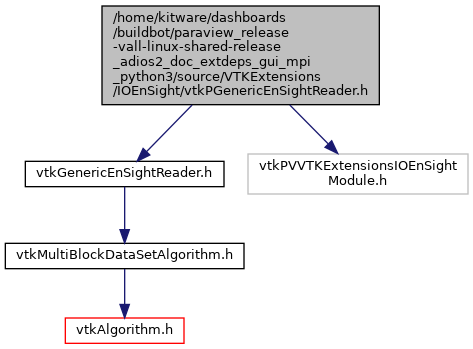 /home/kitware/dashboards
/buildbot/paraview_release
-vall-linux-shared-release
_adios2_doc_extdeps_gui_mpi
_python3/source/VTKExtensions
/IOEnSight/vtkPGenericEnSightReader.h
vtkGenericEnSightReader.h
vtkPVVTKExtensionsIOEnSight
Module.h
vtkMultiBlockDataSetAlgorithm.h
vtkAlgorithm.h